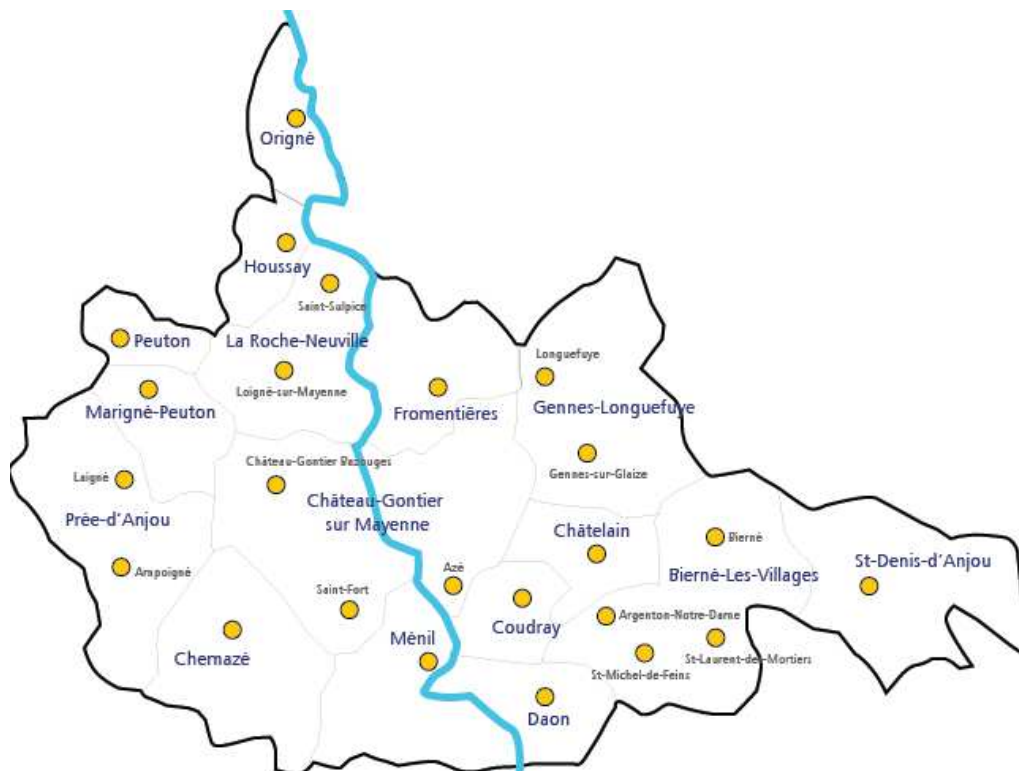 Origné
Houssay
Saint-Sulpice
Peuton
La Roche-Neuville
Longuefuye
Loigné-sur-Mayenne
Marigné-Peuton
Fromentières
Gennes-Longuefuye
Château-Gontier Bazouges
Laigné
Gennes-sur-Glaize
Château-Gontier
sur Mayenne
Prée-d'Anjou
Châtelain
Bierné
Ampoigné
Azé
Bierné-Les-Villages
St-Denis-d'Anjou
Saint-Fort
Argenton-Notre-Dame
Coudray
Ménil
Chemazé
St-Laurent-des-Mortiers
St-Michel-de-Feins
Daon